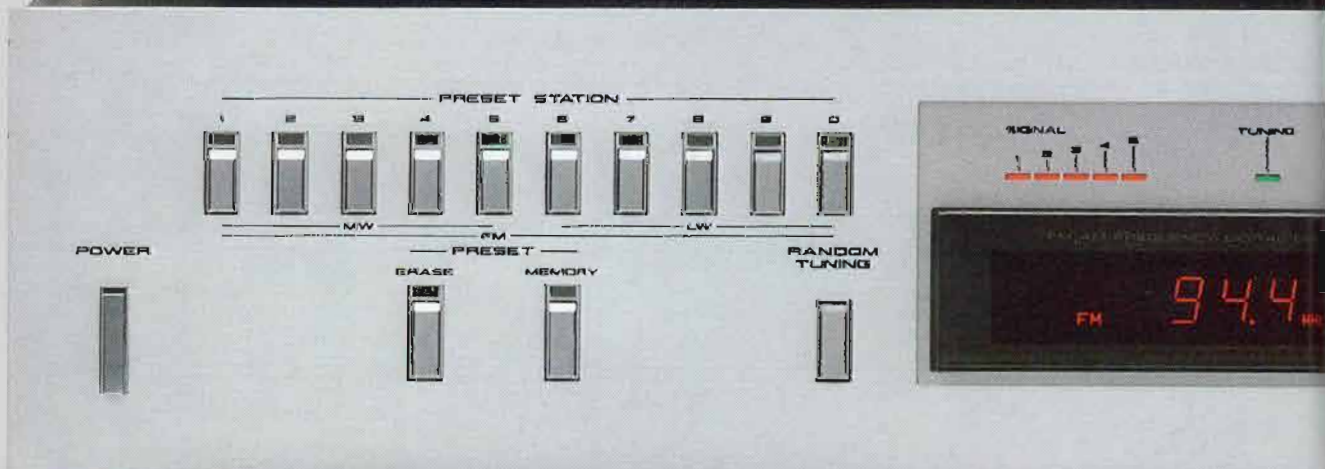 PRESET STATION
1 2 3 4 5 6 7 8 9 0
MW LW
FM
POWER
PRESET
ERASE MEMORY
RANDOM
TUNING
SIGNAL TUNING
1 2 3 4 5
FM 94.4